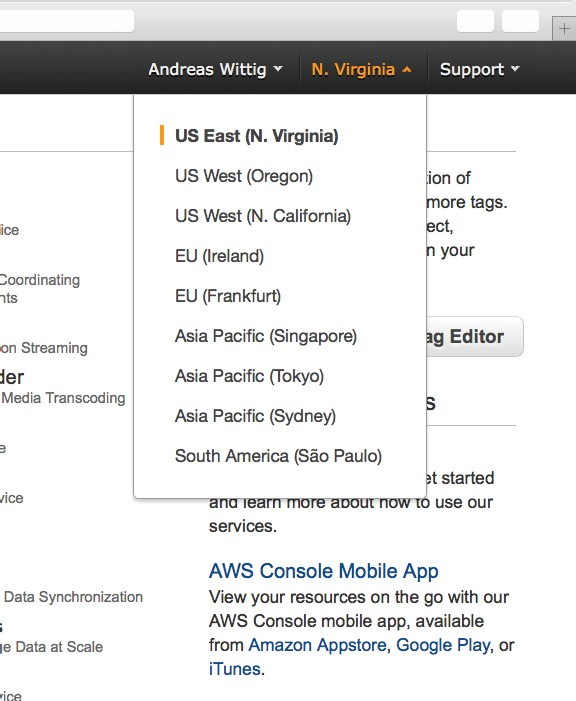 Andreas Wittig
N. Virginia
Support
US East (N. Virginia)
US West (Oregon)
US West (N. California)
EU (Ireland)
EU (Frankfurt)
Asia Pacific (Singapore)
Asia Pacific (Tokyo)
Asia Pacific (Sydney)
South America (São Paulo)
ice
Coordinating
nts
on Streaming
der
Media Transcoding
e
vice
Data Synchronization
s
ge Data at Scale
vice
tion of
more tags.
ect,
n your
ag Editor
s
et started
and learn more about how to use our
services.
AWS Console Mobile App
View your resources on the go with our
AWS Console mobile app, available
from Amazon Appstore, Google Play, or
iTunes.